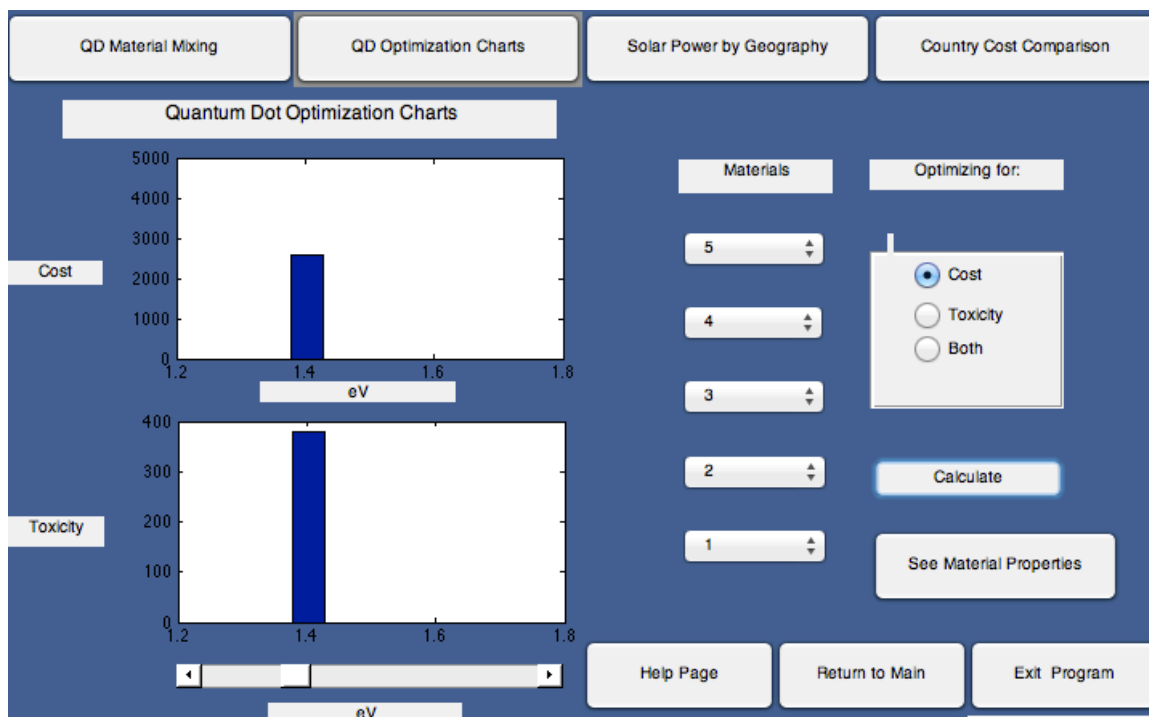 QD Material Mixing
QD Optimization Charts
Solar Power by Geography
Country Cost Comparison
Quantum Dot Optimization Charts
Materials
Optimizing for:
5000
4000
3000
2000
1000
0
Cost
1.2 1.4 1.6 1.8
eV
5
4
3
2
1
Cost
Toxicity
Both
400
300
200
100
0
Toxicity
1.2 1.4 1.6 1.8
eV
Calculate
See Material Properties
Help Page
Return to Main
Exit Program